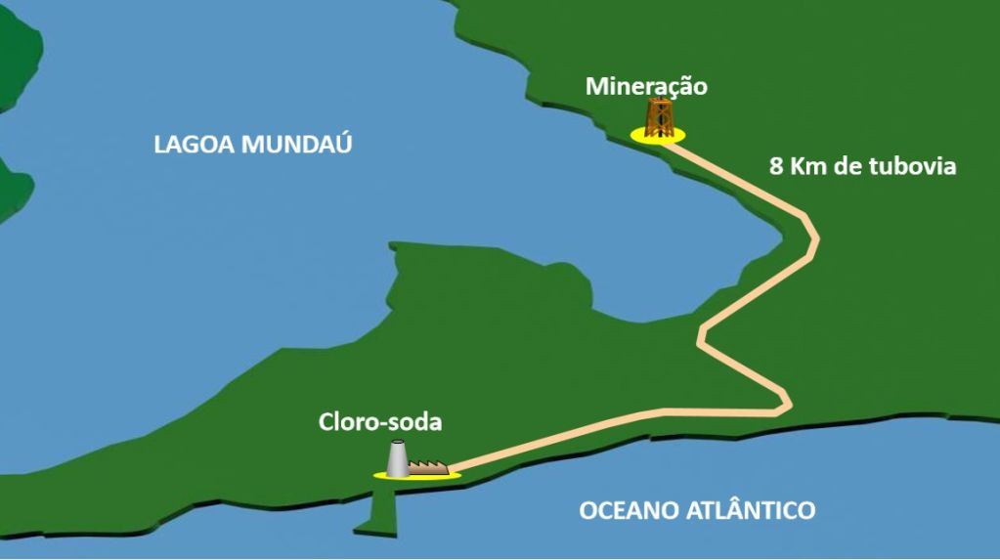 Mineração
LAGOA MUNDAÚ
8 Km de tubovia
Cloro-soda
OCEANO ATLÂNTICO